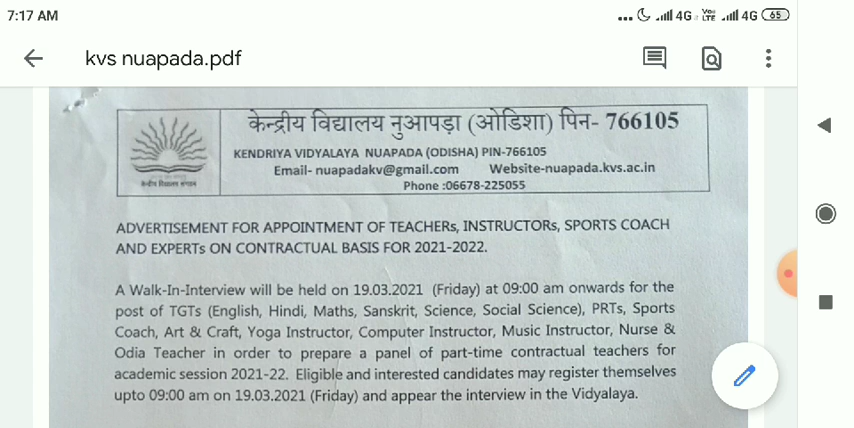 7:17 AM
... 4G Vo LTE 4G 65
kvs nuapada.pdf
केन्द्रीय विद्यालय नुआपड़ा (ओडिशा) पिन- 766105
KENDRIYA VIDYALAYA NUAPADA (ODISHA) PIN-766105
Email- nuapadakv@gmail.com Website-nuapada.kvs.ac.in
Phone :06678-225055
केन्द्रीय विद्यालय संगठन
ADVERTISEMENT FOR APPOINTMENT OF TEACHERs, INSTRUCTORs, SPORTS COACH
AND EXPERTs ON CONTRACTUAL BASIS FOR 2021-2022.
A Walk-In-Interview will be held on 19.03.2021 (Friday) at 09:00 am onwards for the
post of TGTs (English, Hindi, Maths, Sanskrit, Science, Social Science), PRTs, Sports
Coach, Art & Craft, Yoga Instructor, Computer Instructor, Music Instructor, Nurse &
Odia Teacher in order to prepare a panel of part-time contractual teachers for
academic session 2021-22. Eligible and interested candidates may register themselves
upto 09:00 am on 19.03.2021 (Friday) and appear the interview in the Vidyalaya.